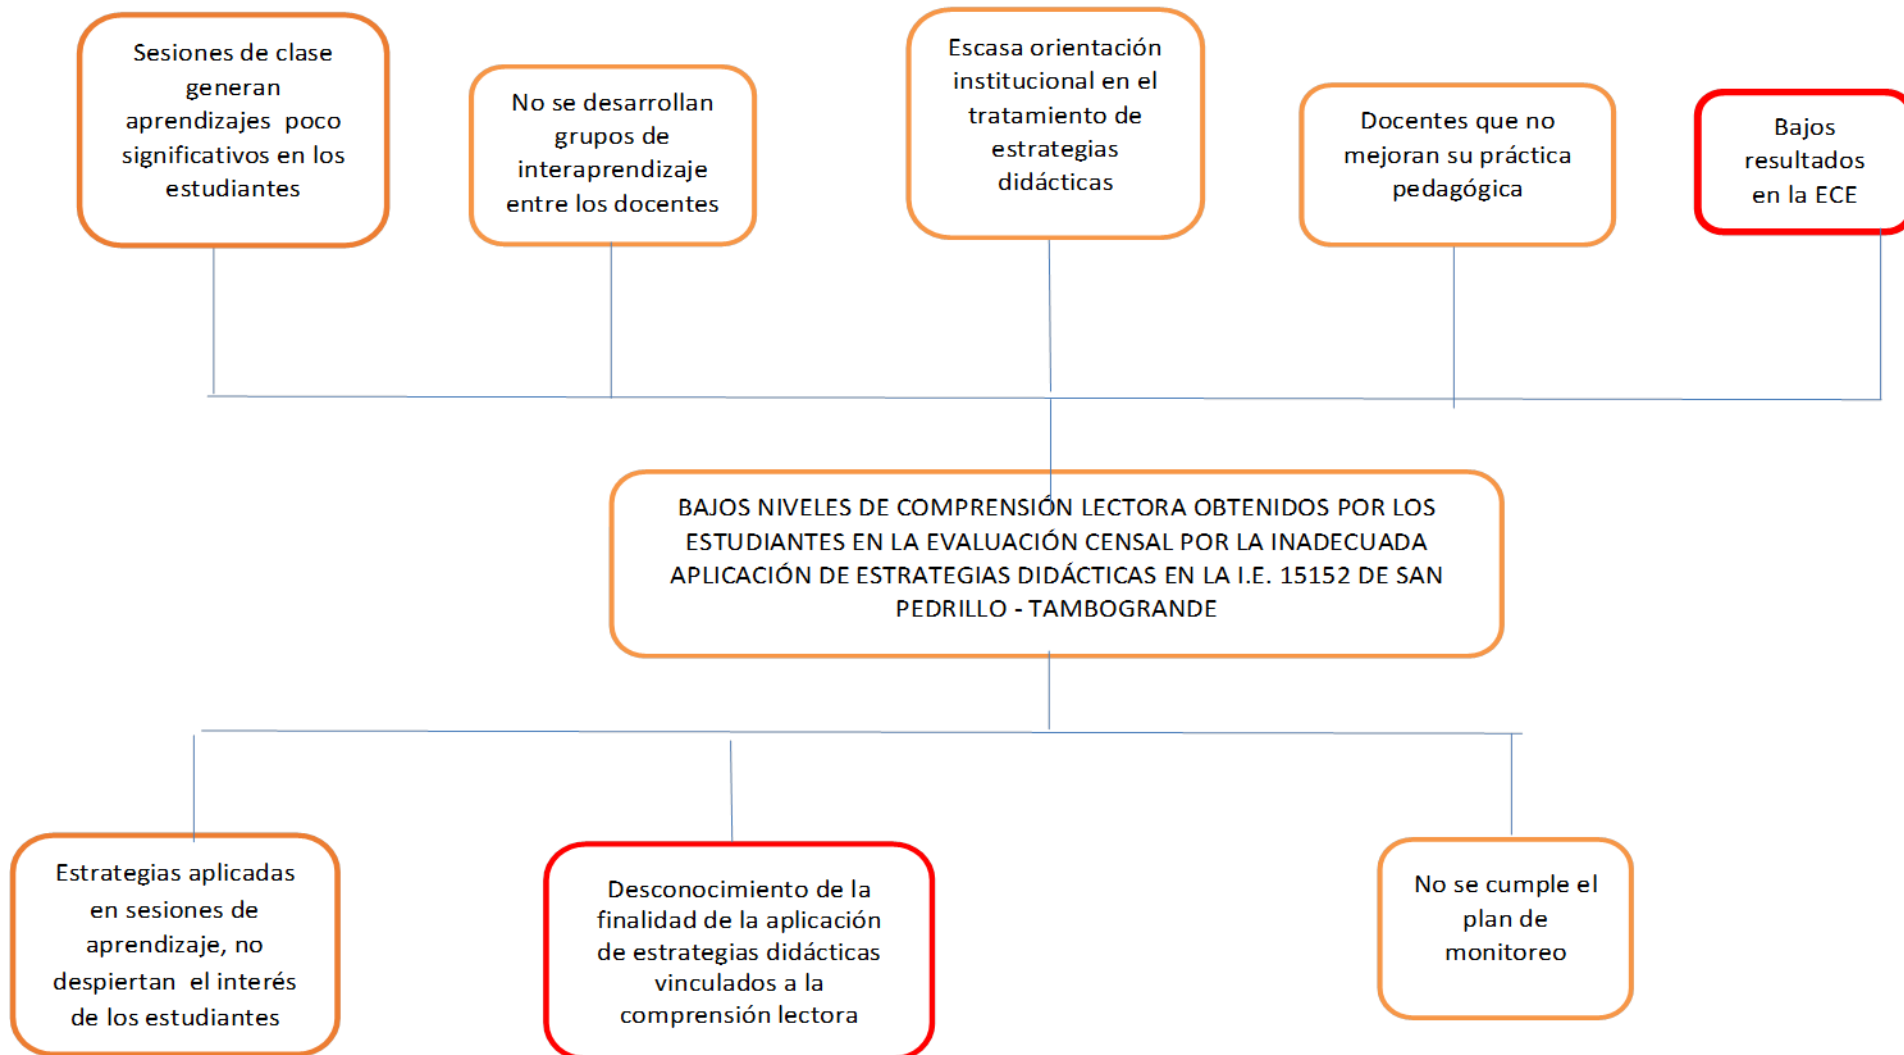 Sesiones de clase
generan
aprendizajes poco
significativos en los
estudiantes
No se desarrollan
grupos de
interaprendizaje
entre los docentes
Escasa orientación
institucional en el
tratamiento de
estrategias
didácticas
Docentes que no
mejoran su práctica
pedagógica
Bajos
resultados
en la ECE
BAJOS NIVELES DE COMPRENSIÓN LECTORA OBTENIDOS POR LOS
ESTUDIANTES EN LA EVALUACIÓN CENSAL POR LA INADECUADA
APLICACIÓN DE ESTRATEGIAS DIDÁCTICAS EN LA I.E. 15152 DE SAN
PEDRILLO - TAMBOGRANDE
Estrategias aplicadas
en sesiones de
aprendizaje, no
despiertan el interés
de los estudiantes
Desconocimiento de la
finalidad de la aplicación
de estrategias didácticas
vinculados a la
comprensión lectora
No se cumple el
plan de
monitoreo